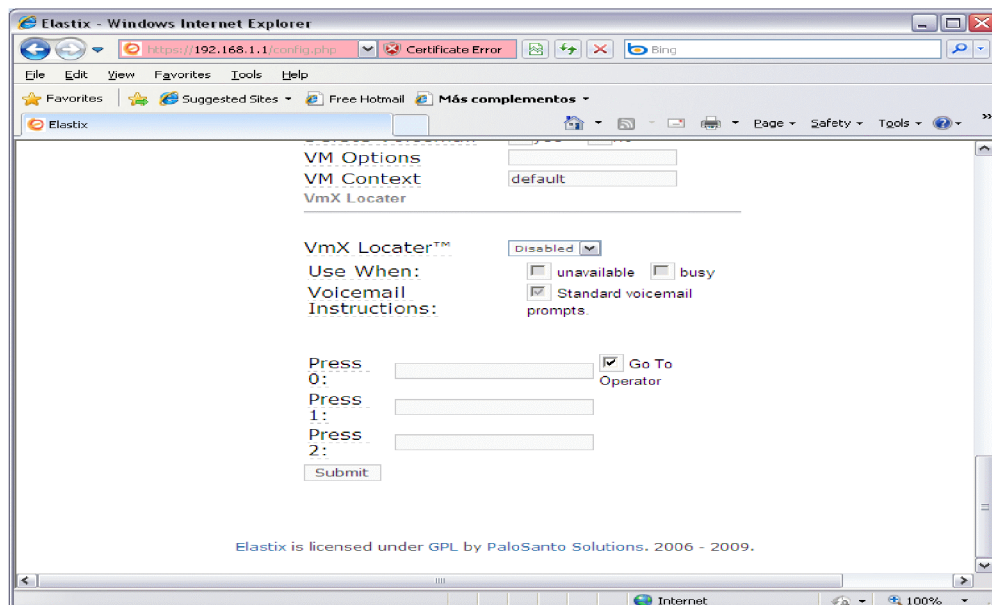 Elastix - Windows Internet Explorer
https://192.168.1.1/config.php Certificate Error Bing
File Edit View Favorites Tools Help
Favorites Suggested Sites Free Hotmail Más complementos
Elastix Page Safety Tools »
VM Options
VM Context default
VmX Locater
VmX Locater™ Disabled
Use When: unavailable busy
Voicemail Standard voicemail
Instructions: prompts.
Press Go To
0: Operator
Press
1:
Press
2:
Submit
Elastix is licensed under GPL by PaloSanto Solutions. 2006 - 2009.
Internet 100%